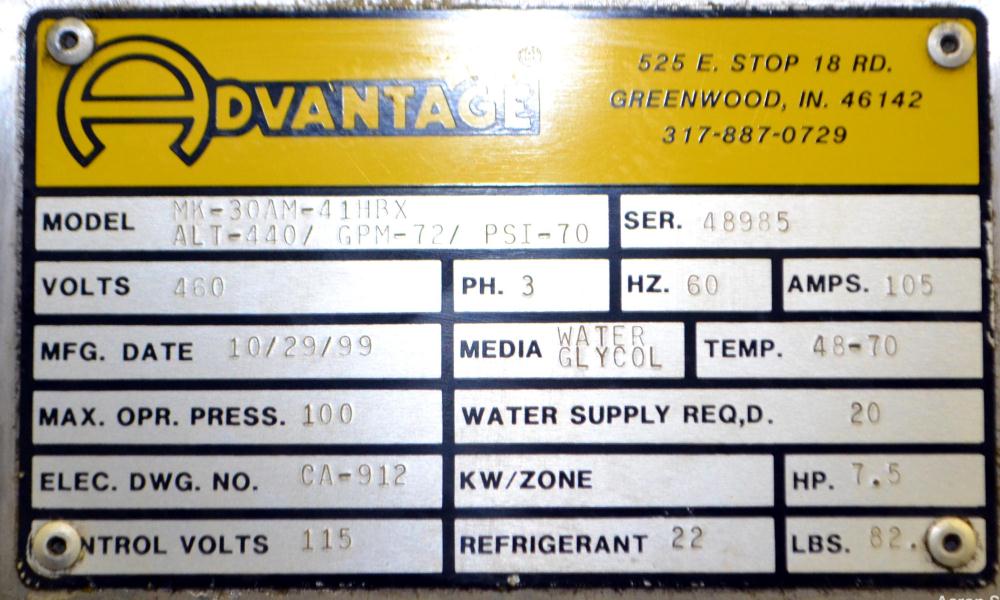 ADVANTAGE
525 E. STOP 18 RD.
GREENWOOD, IN. 46142
317-887-0729
MODEL MK-30AM-41HBX
ALT-440/ GPM-72/ PSI-70
SER. 48985
VOLTS 460
PH. 3
HZ. 60
AMPS. 105
MFG. DATE 10/29/99
MEDIA WATER
GLYCOL
TEMP. 48-70
MAX. OPR. PRESS. 100
WATER SUPPLY REQ,D. 20
ELEC. DWG. NO. CA-912
KW/ZONE
HP. 7.5
NTROL VOLTS 115
REFRIGERANT 22
LBS. 82.